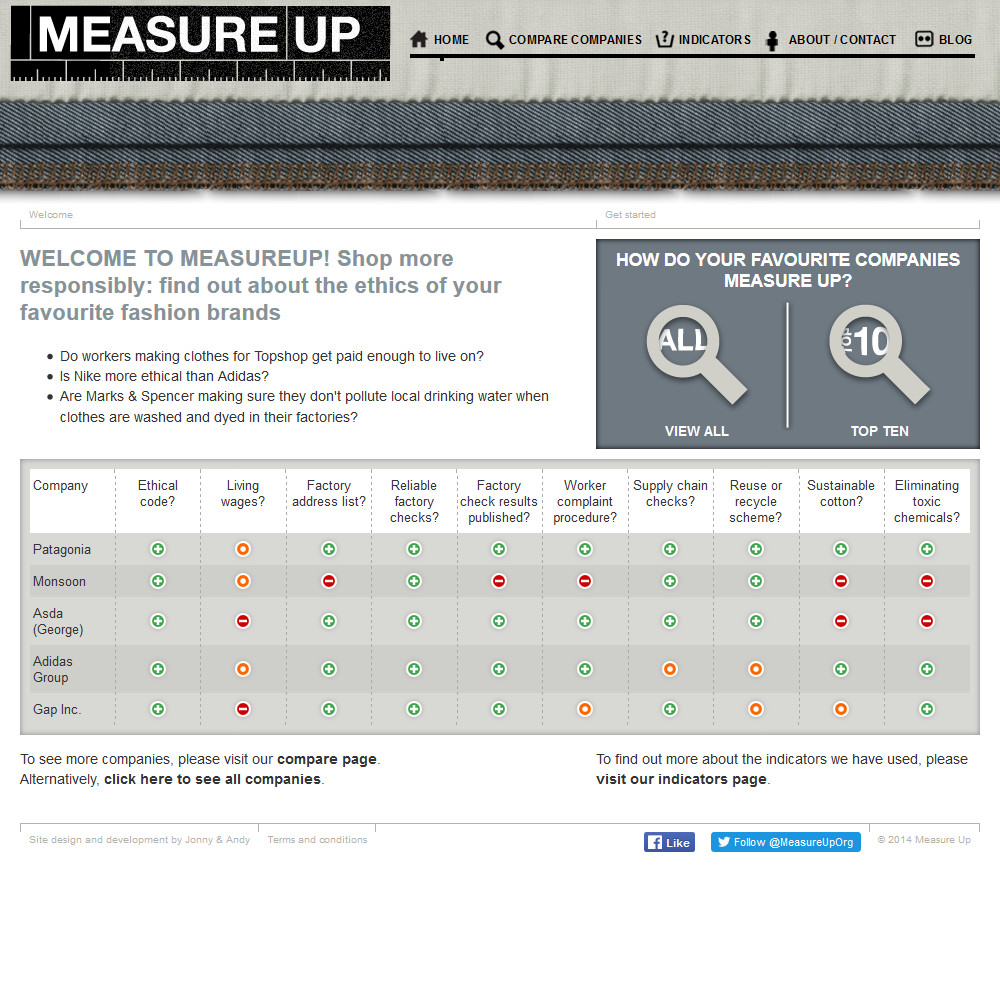 MEASURE UP
HOME COMPARE COMPANIES INDICATORS ABOUT / CONTACT BLOG
Welcome
Get started
WELCOME TO MEASUREUP! Shop more
responsibly: find out about the ethics of your
favourite fashion brands
Do workers making clothes for Topshop get paid enough to live on?
Is Nike more ethical than Adidas?
Are Marks & Spencer making sure they don't pollute local drinking water when
clothes are washed and dyed in their factories?
HOW DO YOUR FAVOURITE COMPANIES
MEASURE UP?
ALL
TOP 10
VIEW ALL
TOP TEN
Company
Ethical
code?
Living
wages?
Factory
address list?
Reliable
factory
checks?
Factory
check results
published?
Worker
complaint
procedure?
Supply chain
checks?
Reuse or
recycle
scheme?
Sustainable
cotton?
Eliminating
toxic
chemicals?
Patagonia
Monsoon
Asda
(George)
Adidas
Group
Gap Inc.
To see more companies, please visit our compare page.
Alternatively, click here to see all companies.
To find out more about the indicators we have used, please
visit our indicators page.
Site design and development by Jonny & Andy
Terms and conditions
Like
Follow @MeasureUpOrg
© 2014 Measure Up